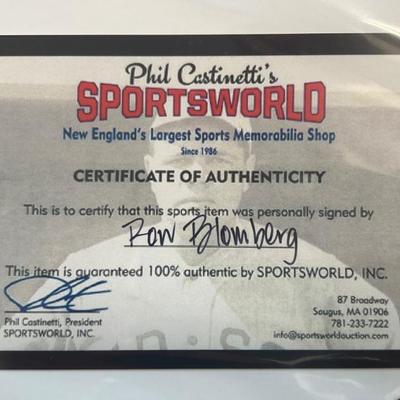 Phil Castinetti's
SPORTSWORLD
New England's Largest Sports Memorabilia Shop
Since 1986
CERTIFICATE OF AUTHENTICITY
This is to certify that this sports item was personally signed by
Ron Blomberg
This item is guaranteed 100% authentic by SPORTSWORLD, INC.
Phil Castinetti, President
SPORTSWORLD, INC.
87 Broadway
Saugus, MA 01906
781-233-7222
info@sportsworldauction.com